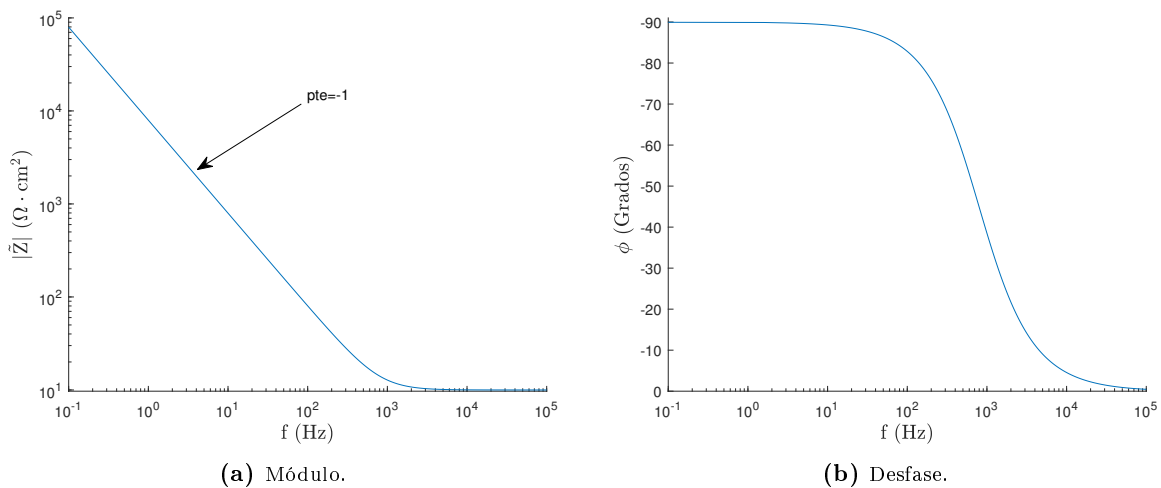 10^5
10^4
10^3
10^2
10^1
|Z̃| (Ω · cm^2)
pte=-1
10^-1 10^0 10^1 10^2 10^3 10^4 10^5
f (Hz)
(a) Módulo.
-90
-80
-70
-60
-50
-40
-30
-20
-10
0
ϕ (Grados)
10^-1 10^0 10^1 10^2 10^3 10^4 10^5
f (Hz)
(b) Desfase.